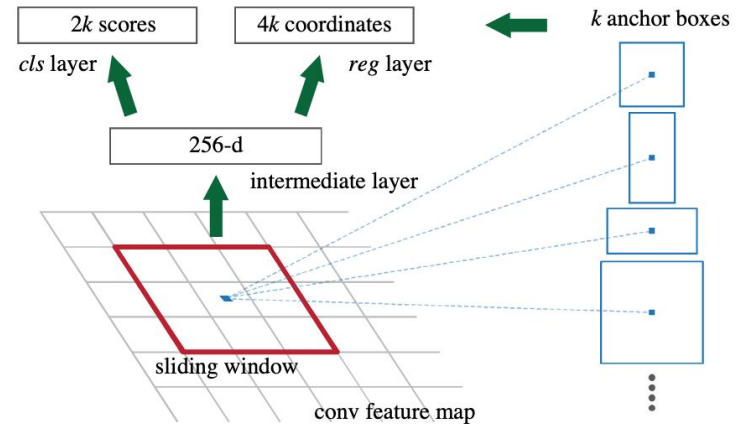 2k scores
4k coordinates
k anchor boxes
cls layer
reg layer
256-d
intermediate layer
sliding window
conv feature map